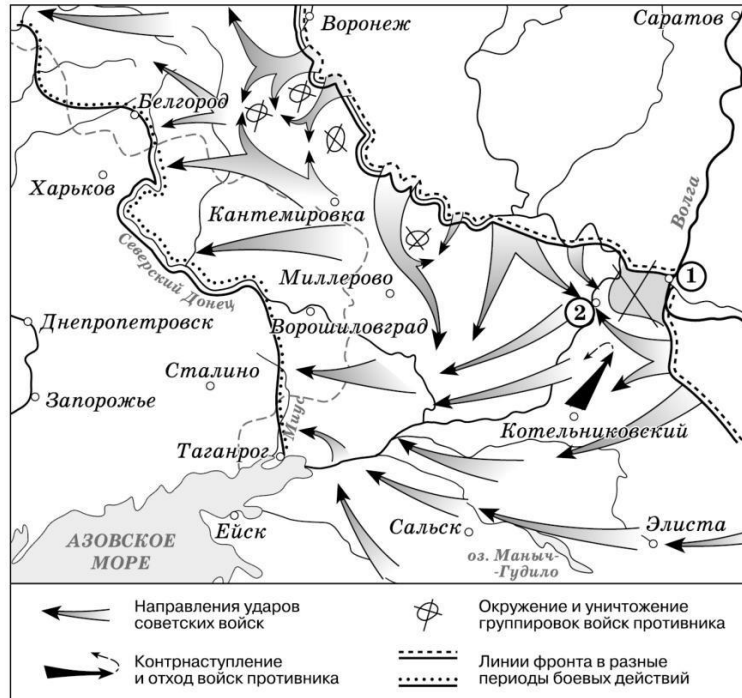 Воронеж
Саратов
Белгород
Волга
Харьков
Кантемировка
Северский Донец
Миллерово
1
2
Днепропетровск
Ворошиловград
Сталино
Запорожье
Миус
Котельниковский
Таганрог
АЗОВСКОЕ
МОРЕ
Ейск
Сальск
Элиста
оз. Маныч-
-Гудило
Направления ударов
советских войск
Окружение и уничтожение
группировок войск противника
Контрнаступление
и отход войск противника
Линии фронта в разные
периоды боевых действий